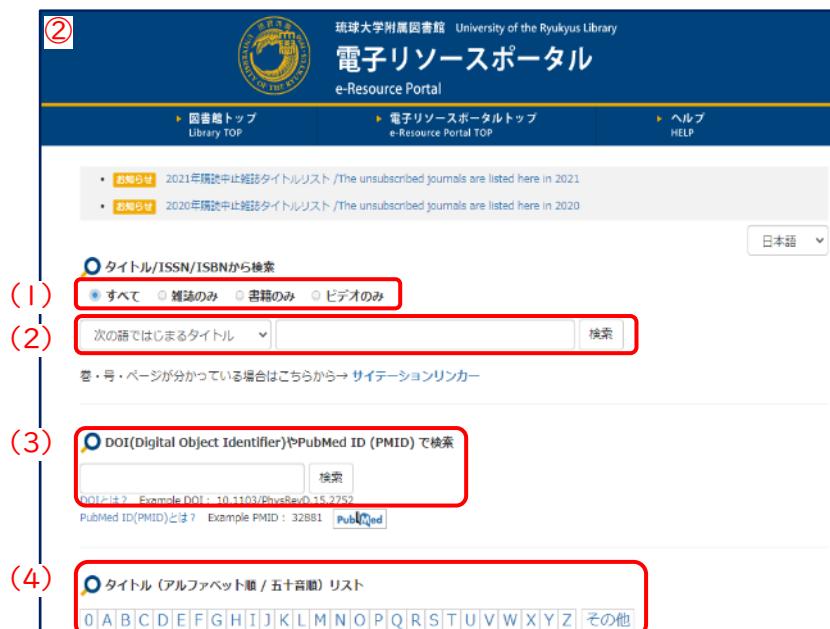 ②
琉球大学附属図書館 University of the Ryukyus Library
電子リソースポータル
e-Resource Portal
図書館トップ
Library TOP
電子リソースポータルトップ
e-Resource Portal TOP
ヘルプ
HELP
お知らせ 2021年購読中止雑誌タイトルリスト /The unsubscribed journals are listed here in 2021
お知らせ 2020年購読中止雑誌タイトルリスト /The unsubscribed journals are listed here in 2020
日本語
タイトル/ISSN/ISBNから検索
(1) すべて 雑誌のみ 書籍のみ ビデオのみ
(2) 次の語ではじまるタイトル 検索
巻・号・ページが分かっている場合はこちらから→ サイテーションリンカー
(3) DOI(Digital Object Identifier)やPubMed ID (PMID) で検索
検索
DOIとは? Example DOI : 10.1103/PhysRevD.15.2752
PubMed ID(PMID)とは? Example PMID : 32881 PubMed
(4) タイトル (アルファベット順 / 五十音順) リスト
0 A B C D E F G H I J K L M N O P Q R S T U V W X Y Z その他